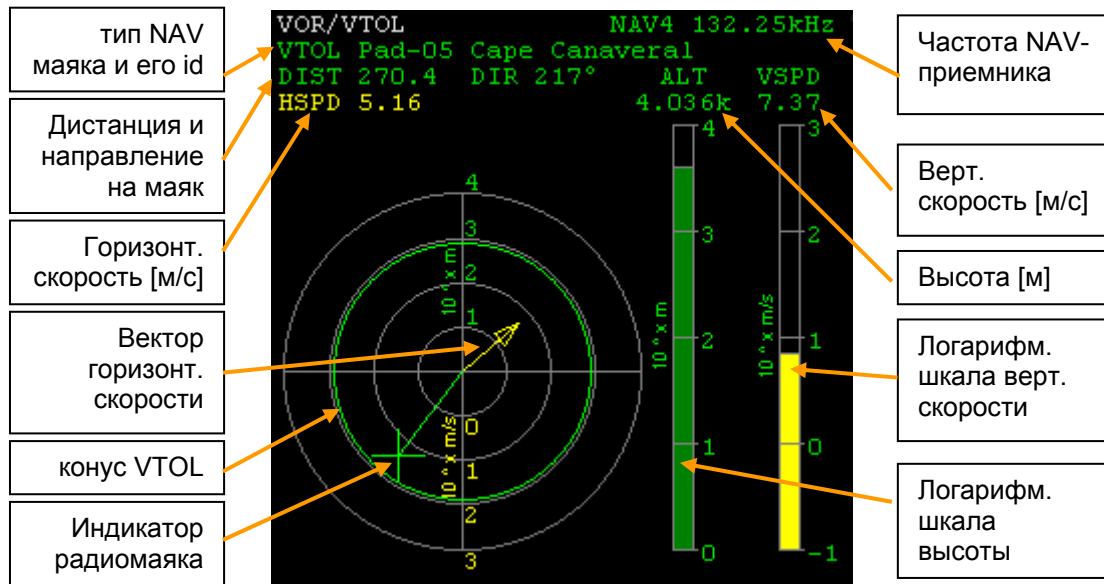 тип NAV
маяка и его id
Дистанция и
направление
на маяк
Горизонт.
скорость [м/с]
Вектор
горизонт.
скорости
конус VTOL
Индикатор
радиомаяка
VOR/VTOL NAV4 132.25kHz
VTOL Pad-05 Cape Canaveral
DIST 270.4 DIR 217° ALT VSPD
HSPD 5.16 4.036k 7.37
4
3
2
1
10^x m
0
1
2
3
10^x m/s
4
3
2
1
0
10^x m
3
2
1
0
-1
10^x m/s
Частота NAV-
приемника
Верт.
скорость [м/с]
Высота [м]
Логарифм.
шкала верт.
скорости
Логарифм.
шкала
высоты